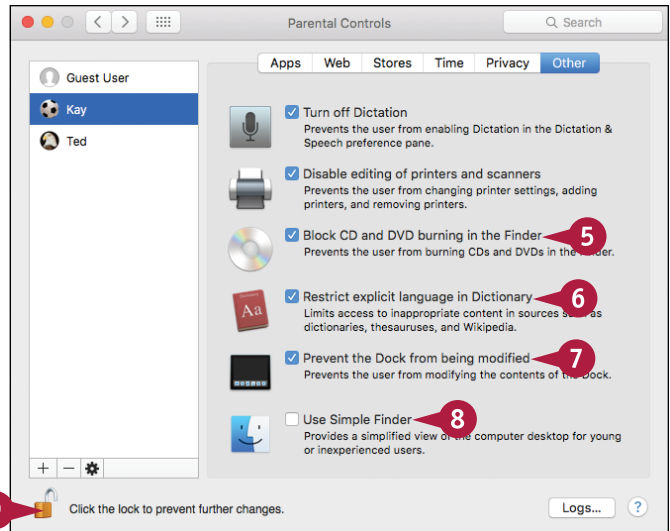 Parental Controls
Search
Apps Web Stores Time Privacy Other
Guest User
Kay
Ted
Turn off Dictation
Prevents the user from enabling Dictation in the Dictation &
Speech preference pane.
Disable editing of printers and scanners
Prevents the user from changing printer settings, adding
printers, and removing printers.
Block CD and DVD burning in the Finder
5
Prevents the user from burning CDs and DVDs in the
Aa
Restrict explicit language in Dictionary
6
Limits access to inappropriate content in sources as
dictionaries, thesauruses, and Wikipedia.
Prevent the Dock from being modified
7
Prevents the user from modifying the contents of the Dock.
Use Simple Finder
8
Provides a simplified view of the computer desktop for young
or inexperienced users.
+ −
Click the lock to prevent further changes.
Logs... ?